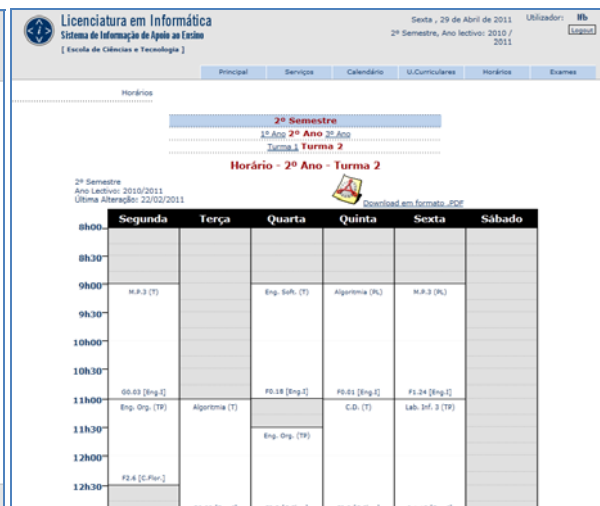 Licenciatura em Informática
Sistema de Informação de Apoio ao Ensino
[ Escola de Ciências e Tecnologia ]
Sexta , 29 de Abril de 2011
2º Semestre, Ano lectivo: 2010 /
2011
Utilizador:
Logout
Principal Serviços Calendário U.Curriculares Horários Exames
Horários
2º Semestre
1º Ano 2º Ano 3º Ano
Turma 1 Turma 2
Horário - 2º Ano - Turma 2
2º Semestre
Ano Lectivo: 2010/2011
Última Alteração: 22/02/2011
Download em formato .PDF
Segunda Terça Quarta Quinta Sexta Sábado
8h00
8h30
9h00
M.P.3 (T) Eng. Soft. (T) Algoritmia (PL) M.P.3 (PL)
9h30
10h00
10h30
G0.03 [Eng.I] F0.18 [Eng.I] F0.01 [Eng.I] F1.24 [Eng.I]
11h00
Eng. Org. (TP) Algoritmia (T) C.D. (T) Lab. Inf. 3 (TP)
11h30
Eng. Org. (TP)
12h00
F2.6 [C.Flor.]
12h30